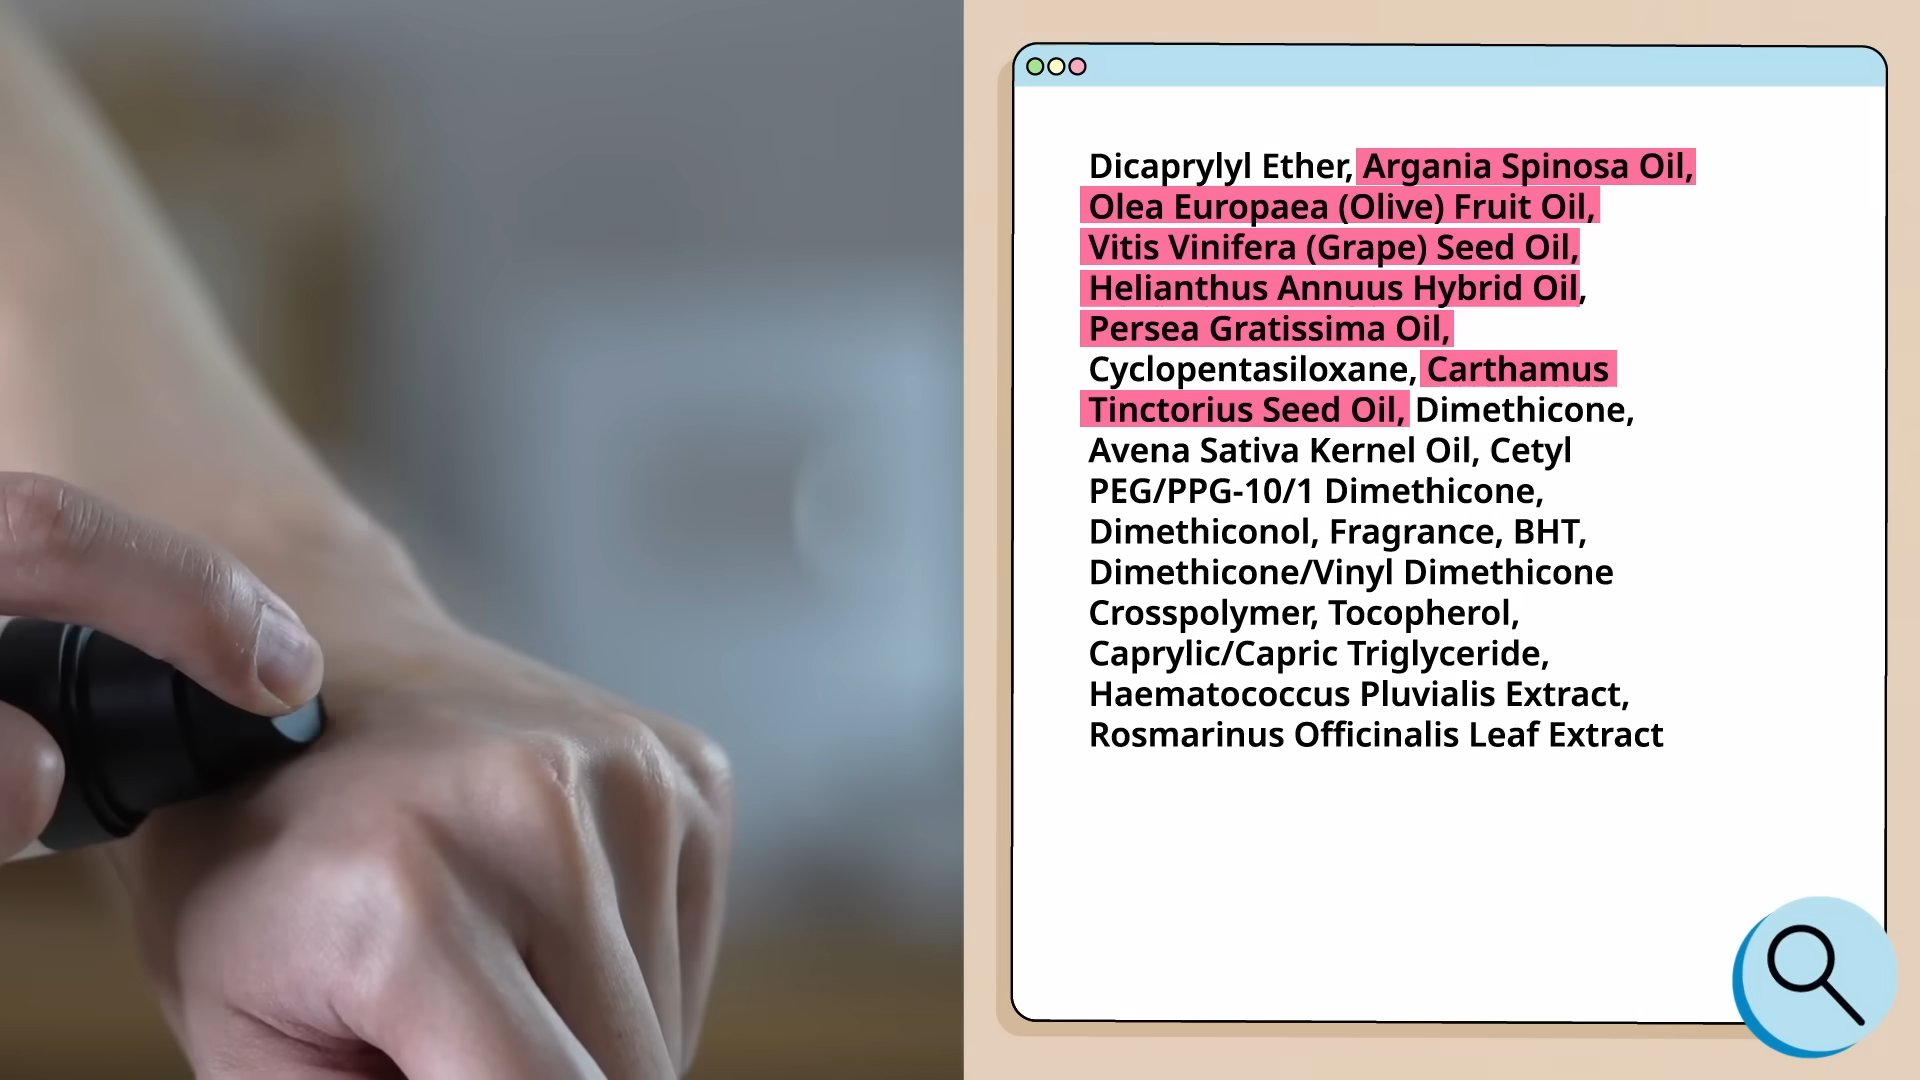 Dicaprylyl Ether, Argania Spinosa Oil,
Olea Europaea (Olive) Fruit Oil,
Vitis Vinifera (Grape) Seed Oil,
Helianthus Annuus Hybrid Oil,
Persea Gratissima Oil,
Cyclopentasiloxane, Carthamus
Tinctorius Seed Oil, Dimethicone,
Avena Sativa Kernel Oil, Cetyl
PEG/PPG-10/1 Dimethicone,
Dimethiconol, Fragrance, BHT,
Dimethicone/Vinyl Dimethicone
Crosspolymer, Tocopherol,
Caprylic/Capric Triglyceride,
Haematococcus Pluvialis Extract,
Rosmarinus Officinalis Leaf Extract